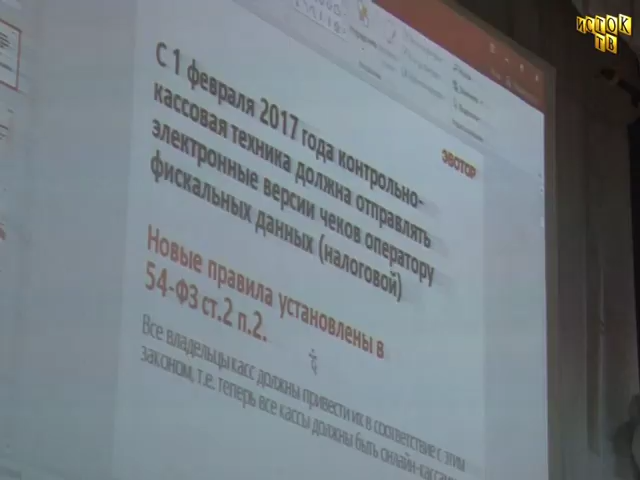 ИСТОК
ТВ
ЭВОТОР
С 1 февраля 2017 года контрольно-
кассовая техника должна отправлять
электронные версии чеков оператору
фискальных данных (налоговой)
Новые правила установлены в
54-ФЗ ст.2 п.2.
Все владельцы касс должны привести их в соответствие с этим
законом, т.е. теперь все кассы должны быть онлайн-кассами